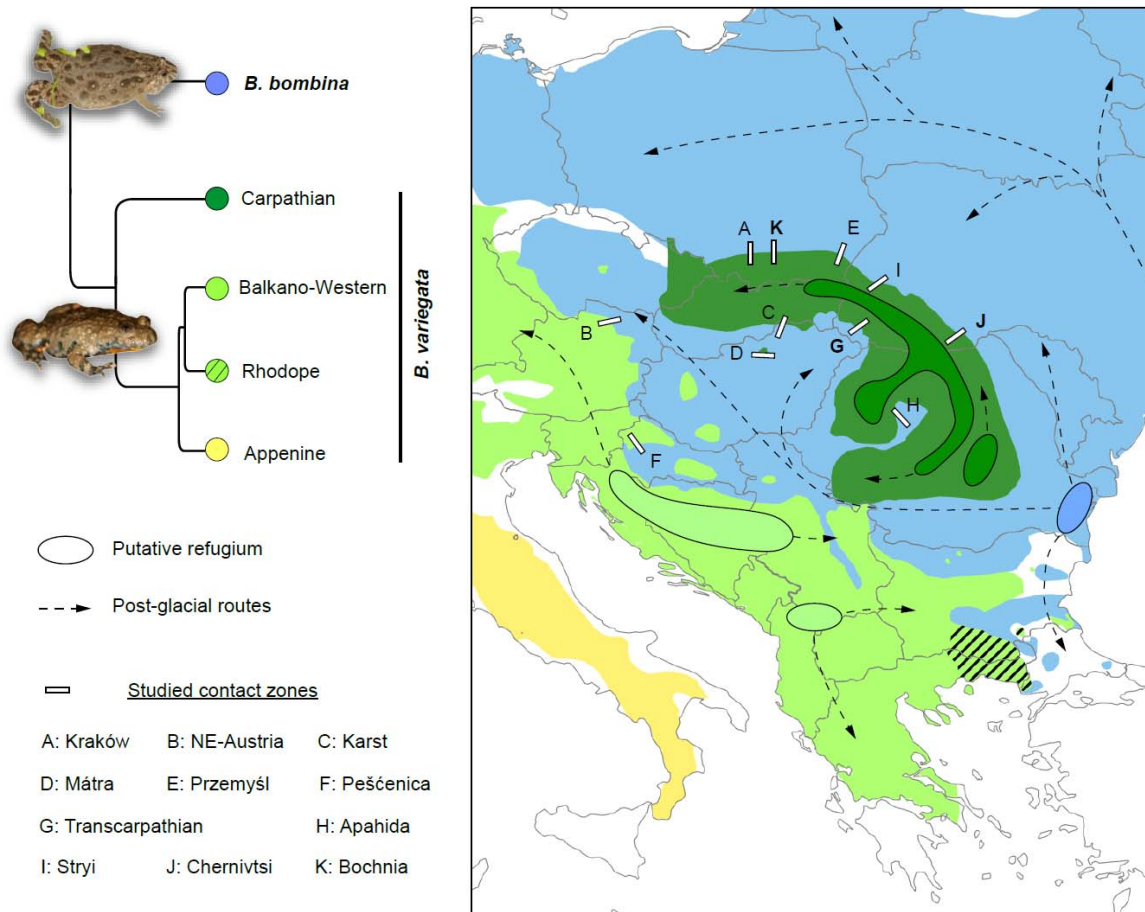 B. bombina
Carpathian
Balkano-Western
Rhodope
Appenine
B. variegata
Putative refugium
Post-glacial routes
Studied contact zones
A: Kraków B: NE-Austria C: Karst
D: Mátra E: Przemyśl F: Pešćenica
G: Transcarpathian H: Apahida
I: Stryi J: Chernivtsi K: Bochnia
A
K
E
I
C
B
G
J
D
H
F